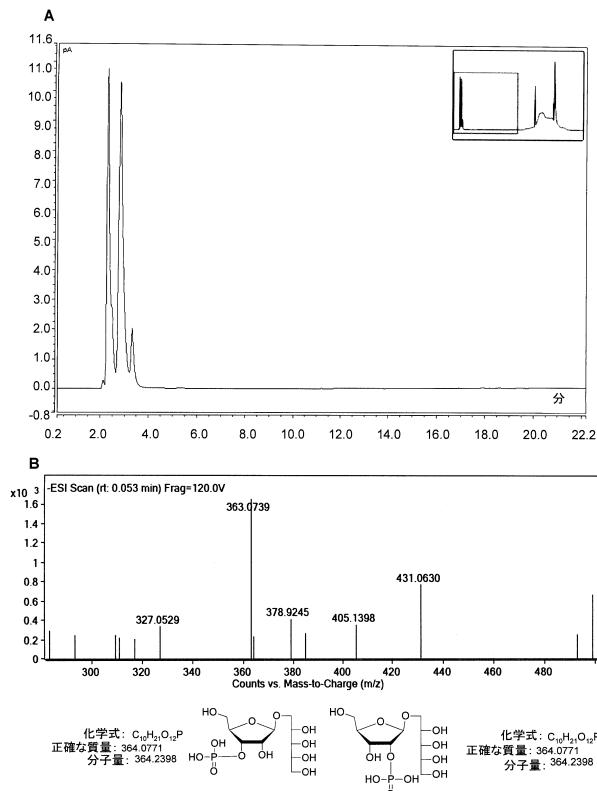 A
11.6
pA
11.0
10.0
9.0
8.0
7.0
6.0
5.0
4.0
3.0
2.0
1.0
0.0
-0.8
分
0.2 2.0 4.0 6.0 8.0 10.0 12.0 14.0 16.0 18.0 20.0 22.2
B
x10 3
-ESI Scan (rt: 0.053 min) Frag=120.0V
1.6
1.4
1.2
1
0.8
0.6
0.4
0.2
0
363.0739
431.0630
378.9245
405.1398
327.0529
300 320 340 360 380 400 420 440 460 480
Counts vs. Mass-to-Charge (m/z)
化学式: C10H21O12P
正確な質量: 364.0771
分子量: 364.2398
HO
O
O
OH
OH
OH
OH
OH
HO-P-O
OH
O
HO
O
O
OH
OH
OH
OH
OH
O
HO-P-OH
化学式: C10H21O12P
正確な質量: 364.0771
分子量: 364.2398